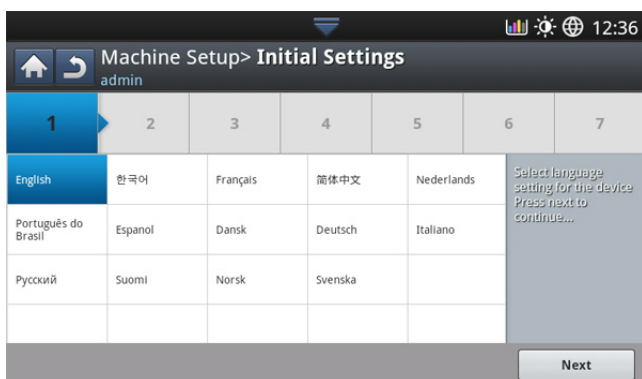 12:36
Machine Setup> Initial Settings
admin
1 2 3 4 5 6 7
English 한국어 Français 简体中文 Nederlands
Português do
Brasil
Espanol Dansk Deutsch Italiano
Русский Suomi Norsk Svenska
Select language
setting for the device
Press next to
continue...
Next